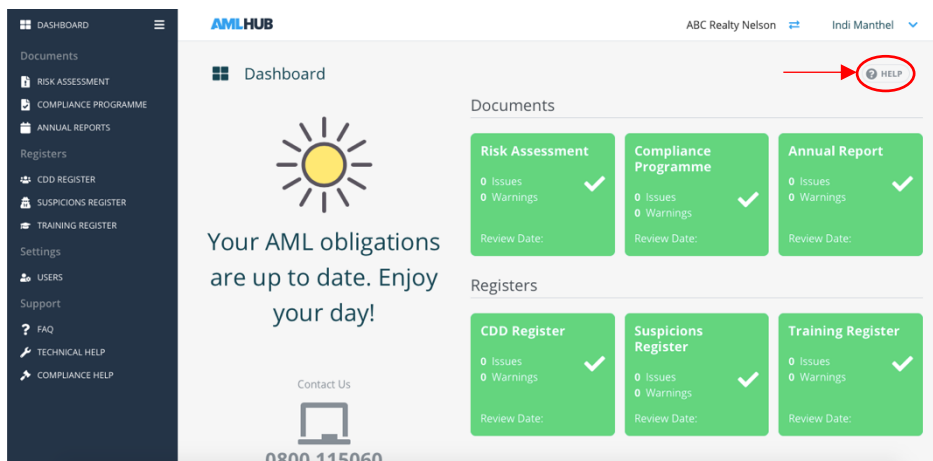 DASHBOARD
Documents
RISK ASSESSMENT
COMPLIANCE PROGRAMME
ANNUAL REPORTS
Registers
CDD REGISTER
SUSPICIONS REGISTER
TRAINING REGISTER
Settings
USERS
Support
? FAQ
TECHNICAL HELP
COMPLIANCE HELP
AMLHUB
ABC Realty Nelson
Indi Manthel
Dashboard
? HELP
Your AML obligations
are up to date. Enjoy
your day!
Contact Us
0800 115060
Documents
Risk Assessment
0 Issues
0 Warnings
Review Date:
Compliance
Programme
0 Issues
0 Warnings
Review Date:
Annual Report
0 Issues
0 Warnings
Review Date:
Registers
CDD Register
0 Issues
0 Warnings
Review Date:
Suspicions
Register
0 Issues
0 Warnings
Review Date:
Training Register
0 Issues
0 Warnings
Review Date: